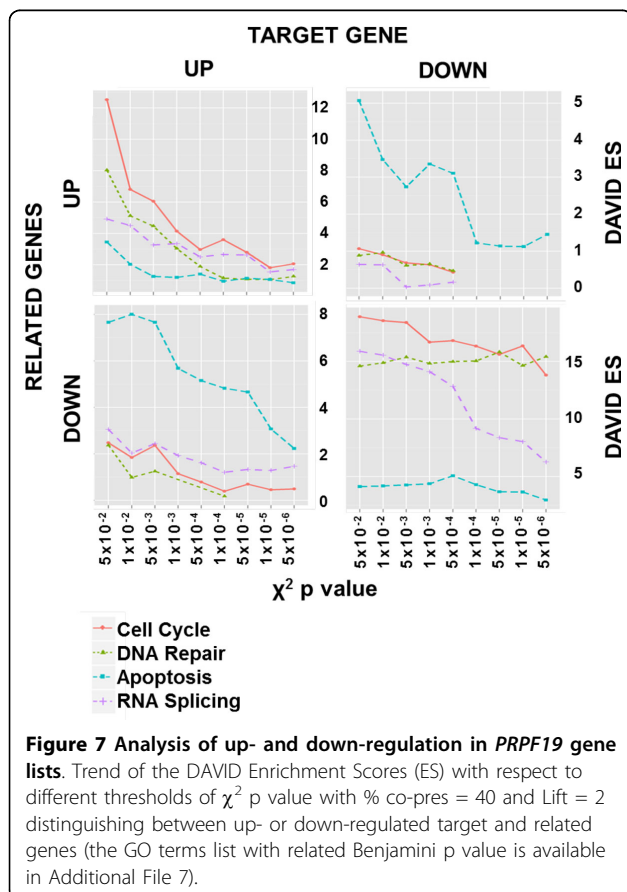 TARGET GENE
UP DOWN
RELATED GENES
UP
DOWN
12
10
8
6
4
2
5
4
3
2
1
0
DAVID ES
8
6
4
2
0
15
10
5
DAVID ES
5x10⁻²
1x10⁻²
5x10⁻³
1x10⁻³
5x10⁻⁴
1x10⁻⁴
5x10⁻⁵
1x10⁻⁵
5x10⁻⁶
5x10⁻²
1x10⁻²
5x10⁻³
1x10⁻³
5x10⁻⁴
1x10⁻⁴
5x10⁻⁵
1x10⁻⁵
5x10⁻⁶
χ² p value
Cell Cycle
DNA Repair
Apoptosis
RNA Splicing
Figure 7 Analysis of up- and down-regulation in PRPF19 gene
lists. Trend of the DAVID Enrichment Scores (ES) with respect to
different thresholds of χ² p value with % co-pres = 40 and Lift = 2
distinguishing between up- or down-regulated target and related
genes (the GO terms list with related Benjamini p value is available
in Additional File 7).